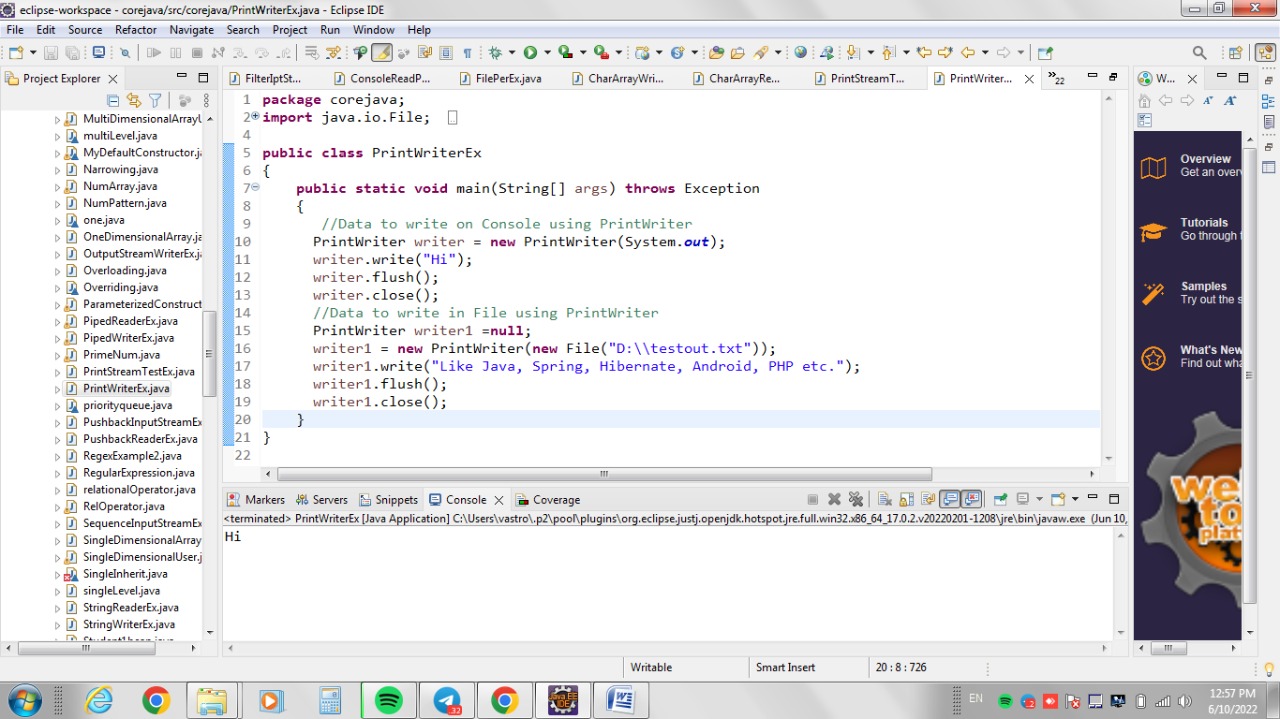 eclipse-workspace - corejava/src/corejava/PrintWriterEx.java - Eclipse IDE
File Edit Source Refactor Navigate Search Project Run Window Help
Project Explorer
FilterIptSt...
ConsoleReadP...
FilePerEx.java
CharArrayWri...
CharArrayRe...
PrintStreamT...
PrintWriter...
22
W...
MultiDimensionalArrayU
multiLevel.java
MyDefaultConstructor.ja
Narrowing.java
NumArray.java
NumPattern.java
one.java
OneDimensionalArray.ja
OutputStreamWriterEx.j
Overloading.java
Overriding.java
ParameterizedConstruct
PipedReaderEx.java
PipedWriterEx.java
PrimeNum.java
PrintStreamTestEx.java
PrintWriterEx.java
priorityqueue.java
PushbackInputStreamEx
PushbackReaderEx.java
RegexExample2.java
RegularExpression.java
relationalOperator.java
RelOperator.java
SequenceInputStreamEx
SingleDimensionalArray
SingleDimensionalUser.j
SingleInherit.java
singleLevel.java
StringReaderEx.java
StringWriterEx.java
1 package corejava;
2 import java.io.File;
4
5 public class PrintWriterEx
6 {
7 public static void main(String[] args) throws Exception
8 {
9 //Data to write on Console using PrintWriter
10 PrintWriter writer = new PrintWriter(System.out);
11 writer.write("Hi");
12 writer.flush();
13 writer.close();
14 //Data to write in File using PrintWriter
15 PrintWriter writer1 =null;
16 writer1 = new PrintWriter(new File("D:\\testout.txt"));
17 writer1.write("Like Java, Spring, Hibernate, Android, PHP etc.");
18 writer1.flush();
19 writer1.close();
20 }
21 }
22
Overview
Get an over
Tutorials
Go through t
Samples
Try out the s
What's New
Find out wha
Markers Servers Snippets Console Coverage
<terminated> PrintWriterEx [Java Application] C:\Users\vastro\.p2\pool\plugins\org.eclipse.justj.openjdk.hotspot.jre.full.win32.x86_64_17.0.2.v20220201-1208\jre\bin\javaw.exe (Jun 10,
Hi
Writable Smart Insert 20 : 8 : 726
32
EN
12:57 PM
6/10/2022